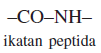 –CO–NH–
ikatan peptida